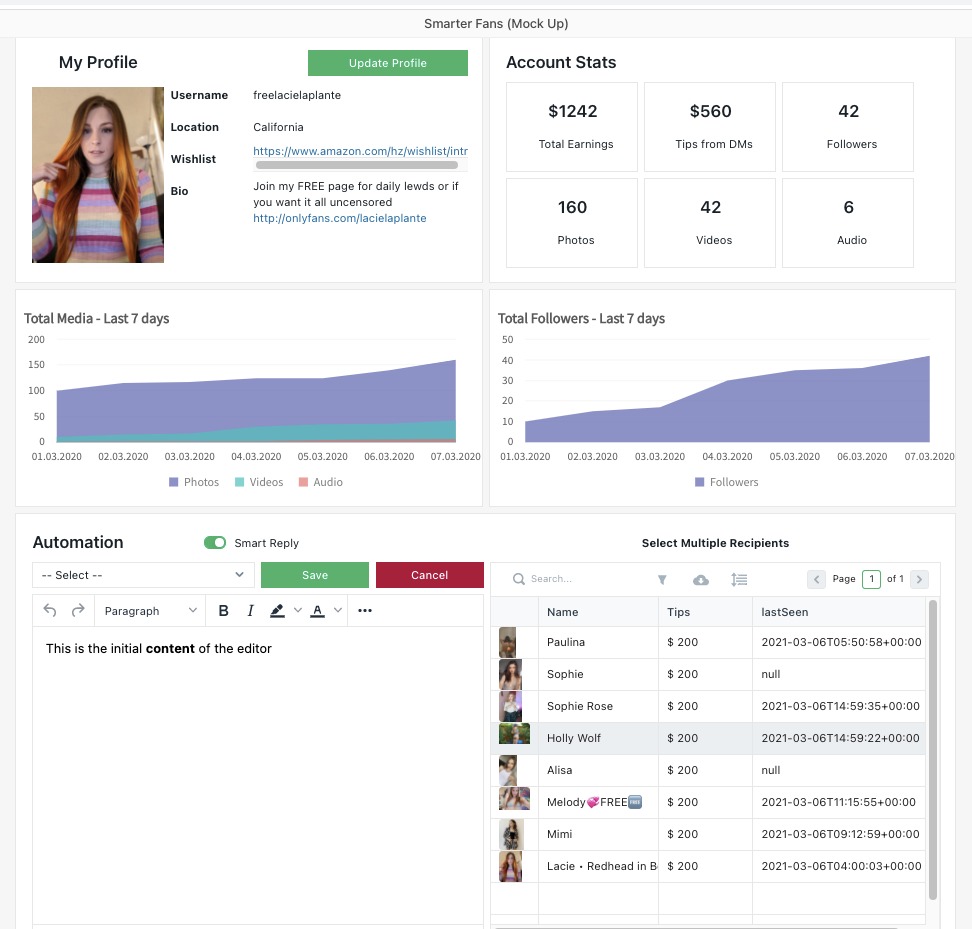 Smarter Fans (Mock Up)
My Profile
Update Profile
Username freelacielaplante
Location California
Wishlist https://www.amazon.com/hz/wishlist/intr
Bio Join my FREE page for daily lewds or if
you want it all uncensored
http://onlyfans.com/lacielaplante
Account Stats
$1242 $560 42
Total Earnings Tips from DMs Followers
160 42 6
Photos Videos Audio
Total Media - Last 7 days
200
150
100
50
0
01.03.2020 02.03.2020 03.03.2020 04.03.2020 05.03.2020 06.03.2020 07.03.2020
Photos Videos Audio
Total Followers - Last 7 days
50
40
30
20
10
0
01.03.2020 02.03.2020 03.03.2020 04.03.2020 05.03.2020 06.03.2020 07.03.2020
Followers
Automation Smart Reply
-- Select -- Save Cancel
Paragraph B I A •••
This is the initial content of the editor
Select Multiple Recipients
Search... Page 1 of 1
Name Tips lastSeen
Paulina $ 200 2021-03-06T05:50:58+00:00
Sophie $ 200 null
Sophie Rose $ 200 2021-03-06T14:59:35+00:00
Holly Wolf $ 200 2021-03-06T14:59:22+00:00
Alisa $ 200 null
Melody💞FREE🆓 $ 200 2021-03-06T11:15:55+00:00
Mimi $ 200 2021-03-06T09:12:59+00:00
Lacie • Redhead in B $ 200 2021-03-06T04:00:03+00:00